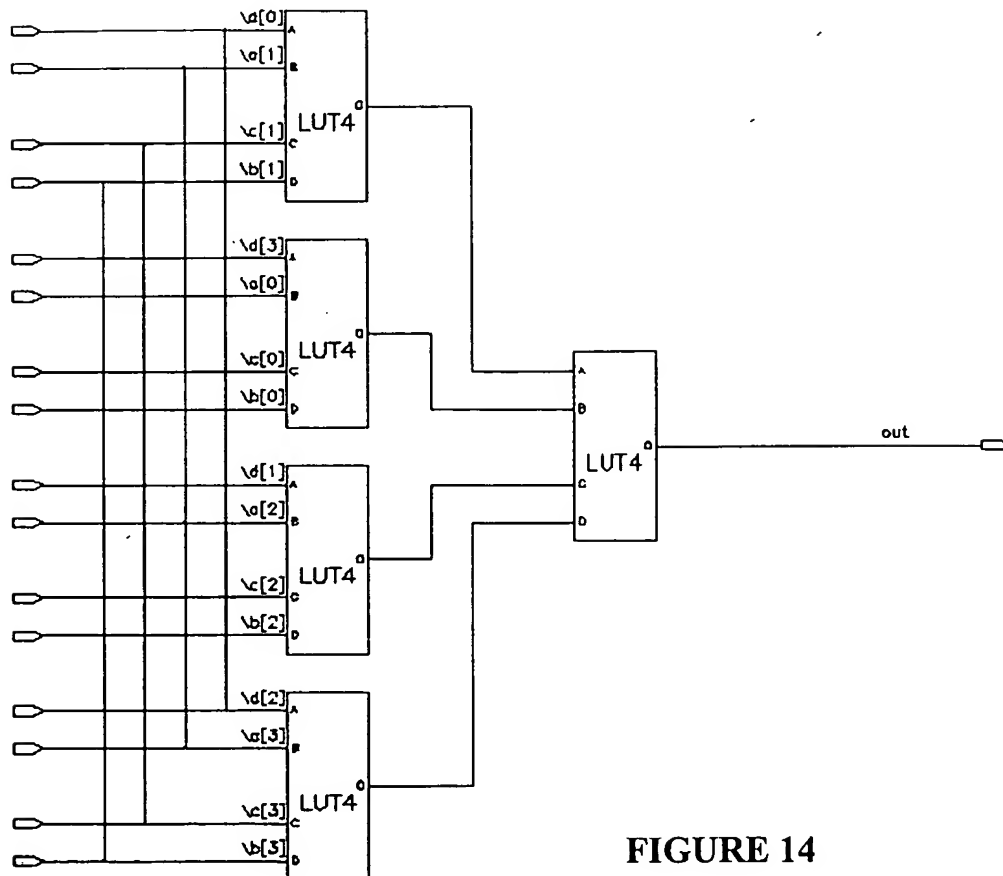 \d[0]
A
\a[1]
B
O
LUT4
\c[1]
C
\b[1]
D
\d[3]
A
\a[0]
B
O
LUT4
\c[0]
C
\b[0]
D
\d[1]
A
\a[2]
B
O
LUT4
\c[2]
C
\b[2]
D
\d[2]
A
\a[3]
B
O
LUT4
\c[3]
C
\b[3]
D
A
B
O
LUT4
C
D
out
FIGURE 14